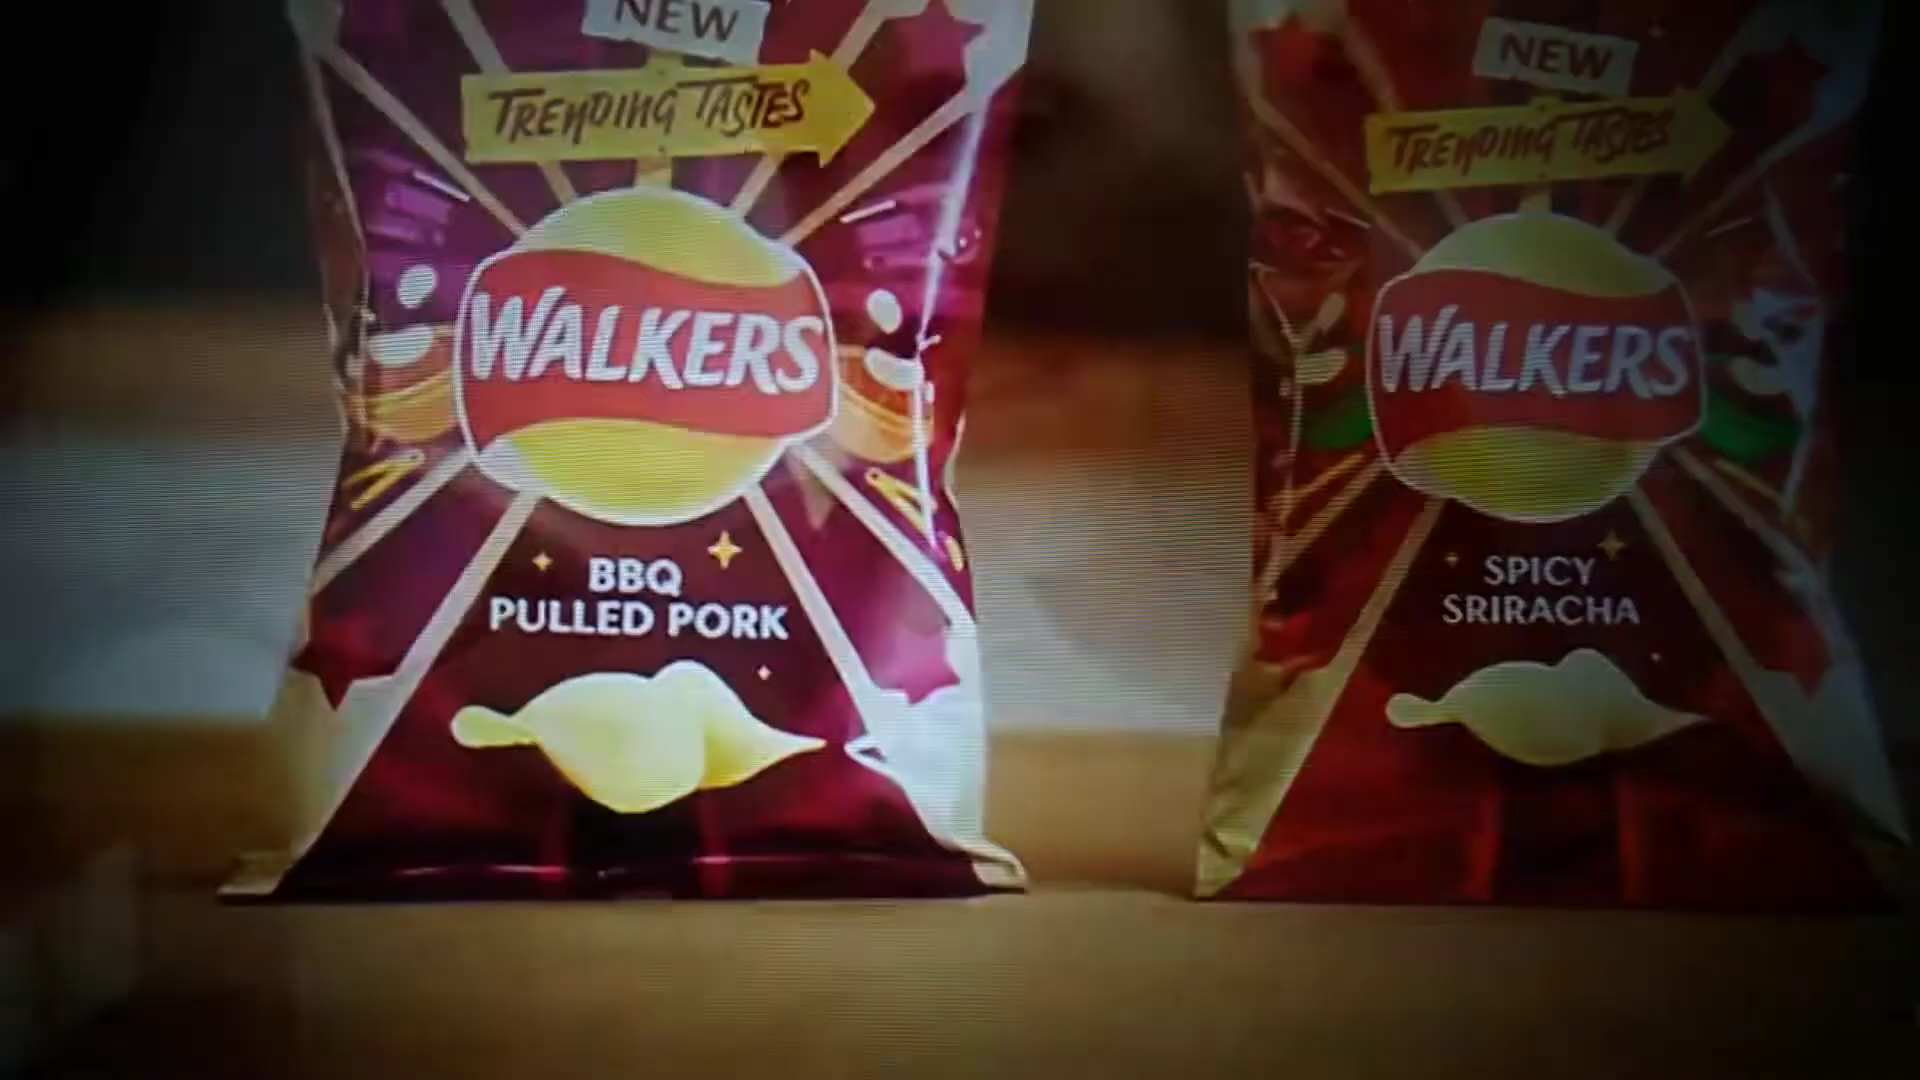 NEW
TRENDING TASTES
WALKERS
BBQ
PULLED PORK
NEW
TRENDING TASTES
WALKERS
SPICY
SRIRACHA